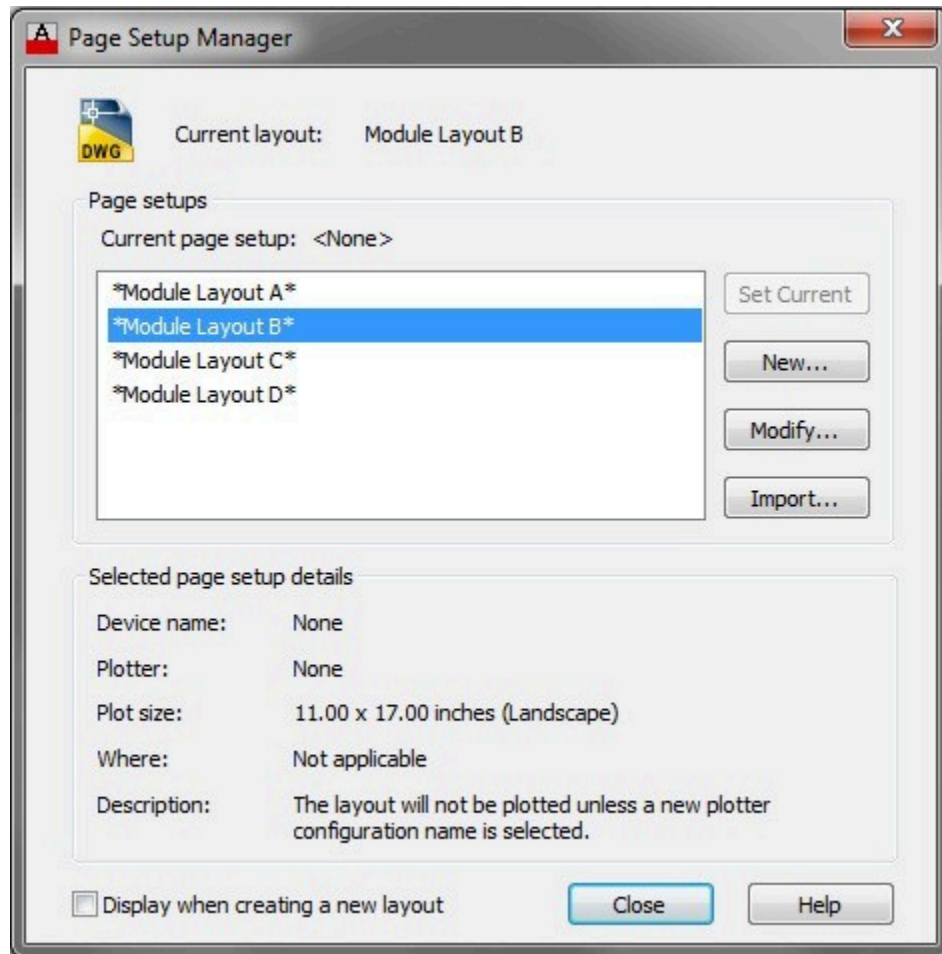 A Page Setup Manager
DWG
Current layout: Module Layout B
Page setups
Current page setup: <None>
*Module Layout A*
*Module Layout B*
*Module Layout C*
*Module Layout D*
Set Current
New...
Modify...
Import...
Selected page setup details
Device name: None
Plotter: None
Plot size: 11.00 x 17.00 inches (Landscape)
Where: Not applicable
Description: The layout will not be plotted unless a new plotter
configuration name is selected.
Display when creating a new layout
Close
Help